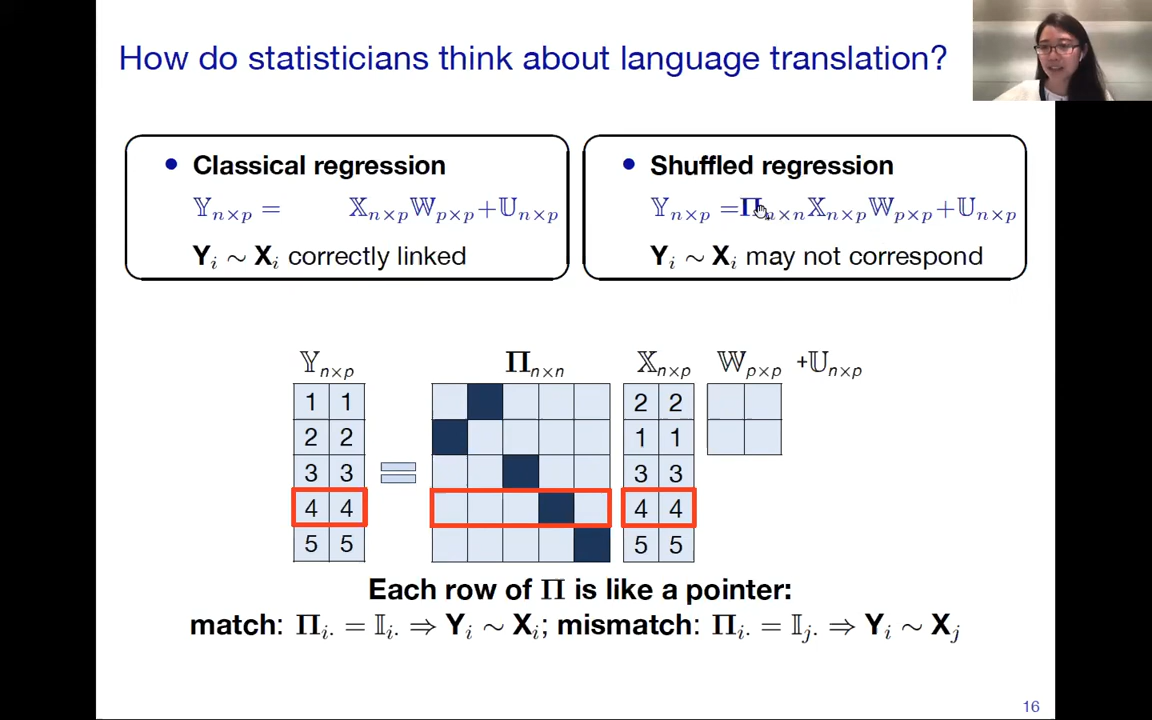 How do statisticians think about language translation?
• Classical regression
𝕐n×p = 𝕏n×p𝕎p×p+𝕌n×p
Yi ∼ Xi correctly linked
• Shuffled regression
𝕐n×p =Πn×n𝕏n×p𝕎p×p+𝕌n×p
Yi ∼ Xi may not correspond
𝕐n×p Πn×n 𝕏n×p 𝕎p×p +𝕌n×p
1 1 2 2
2 2 1 1
3 3 = 3 3
4 4 4 4
5 5 5 5
Each row of Π is like a pointer:
match: Πi· = 𝕀i· ⇒ Yi ∼ Xi; mismatch: Πi· = 𝕀j· ⇒ Yi ∼ Xj
16